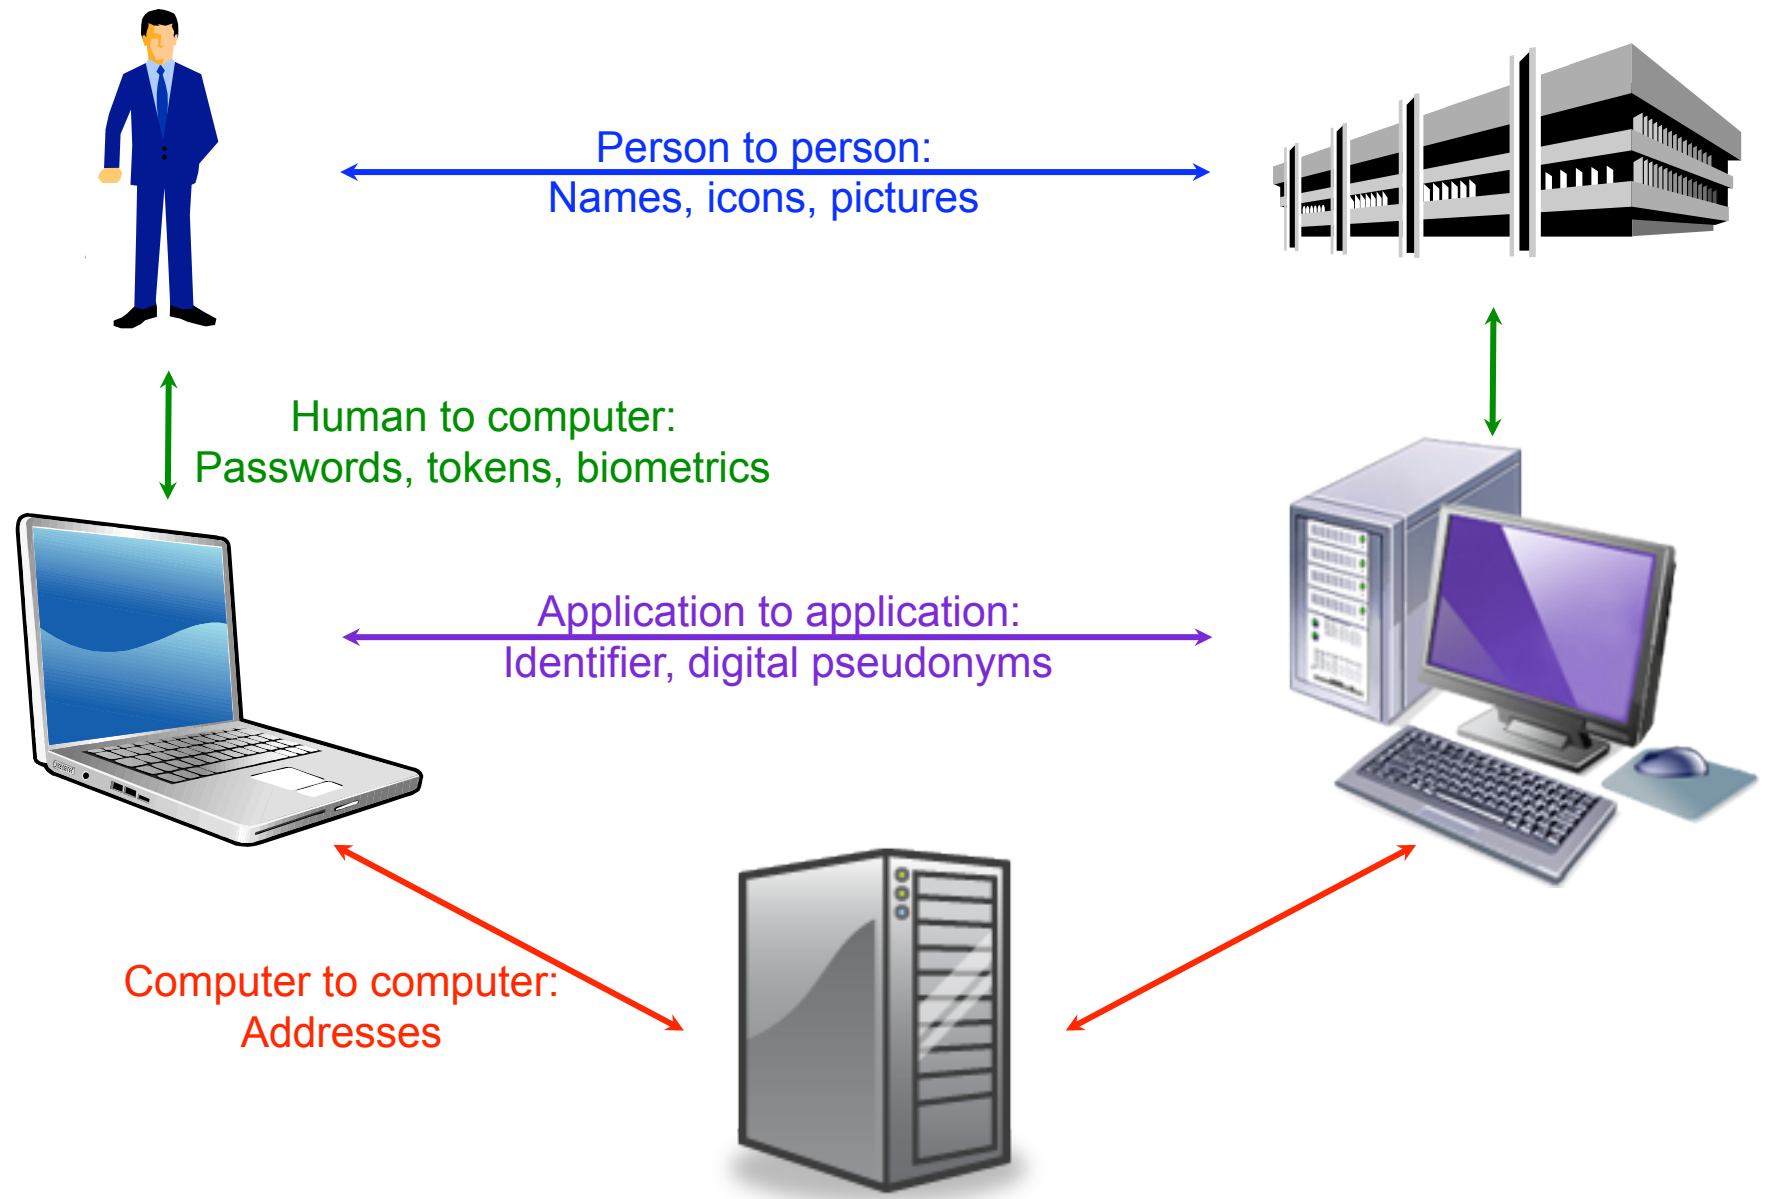 Person to person:
Names, icons, pictures
Human to computer:
Passwords, tokens, biometrics
Application to application:
Identifier, digital pseudonyms
Computer to computer:
Addresses